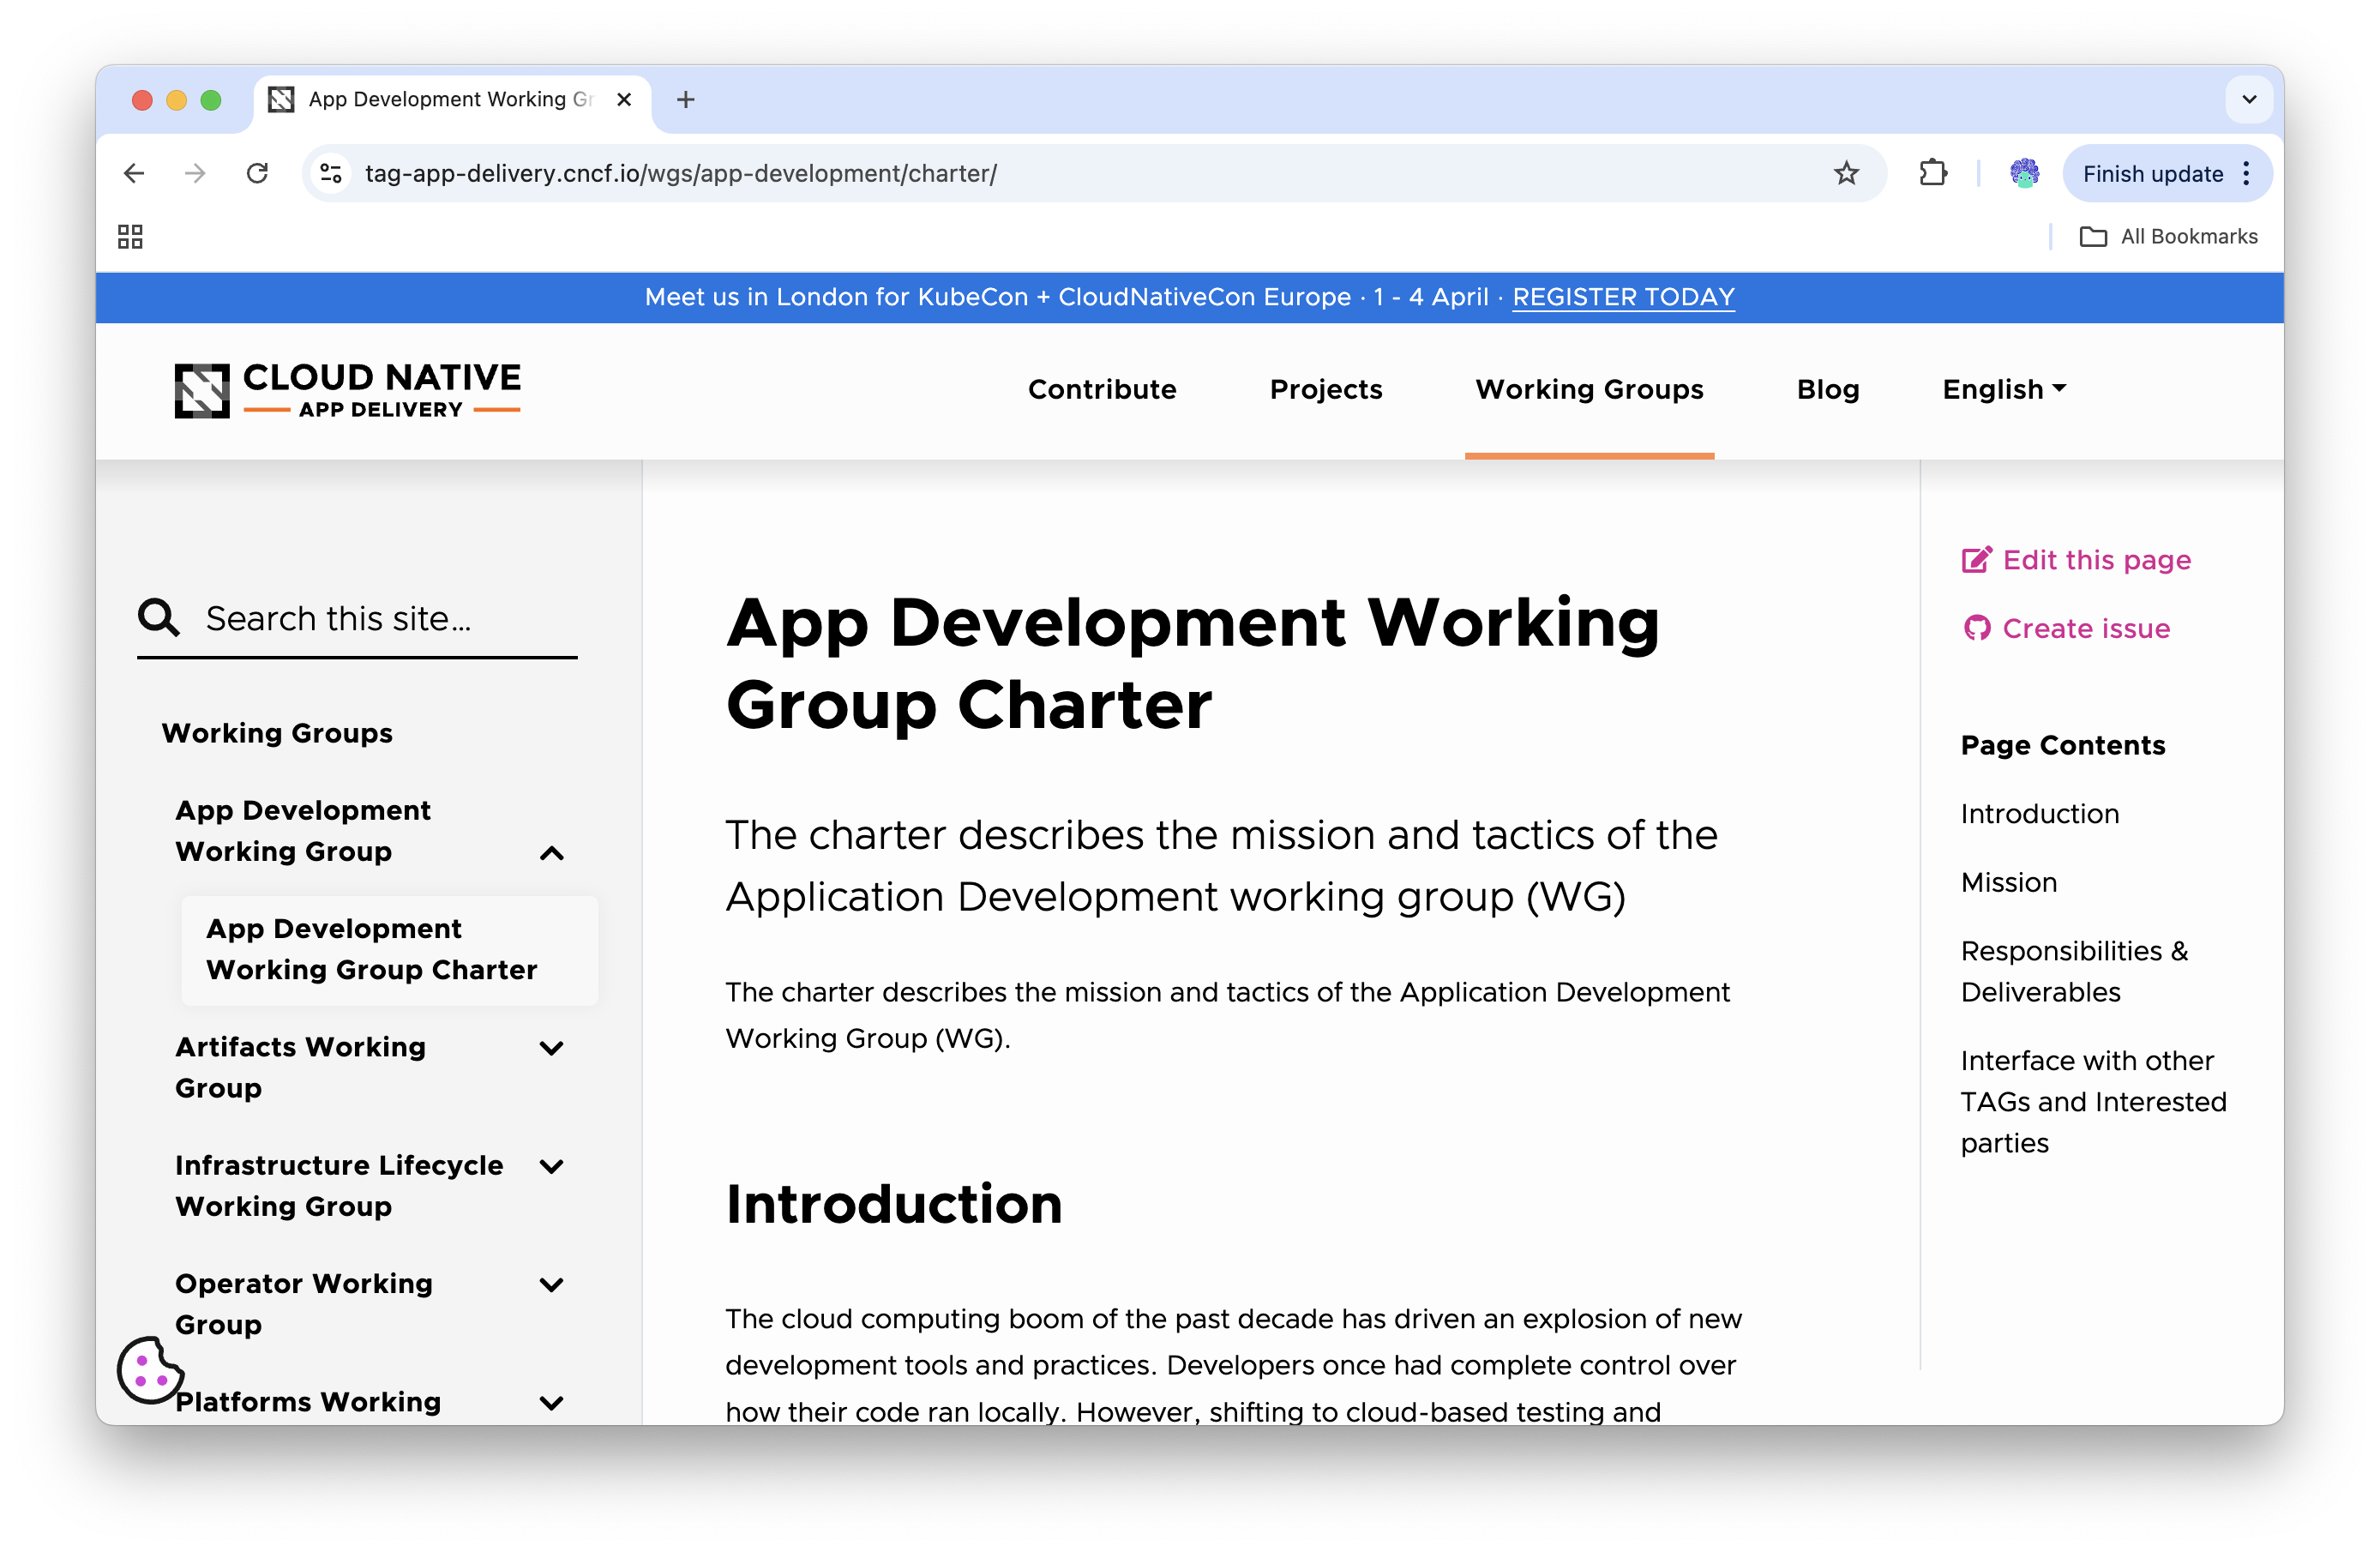 App Development Working Gr
tag-app-delivery.cncf.io/wgs/app-development/charter/
Finish update
All Bookmarks
Meet us in London for KubeCon + CloudNativeCon Europe · 1 - 4 April · REGISTER TODAY
CLOUD NATIVE
APP DELIVERY
Contribute
Projects
Working Groups
Blog
English
Search this site…
Working Groups
App Development
Working Group
App Development
Working Group Charter
Artifacts Working
Group
Infrastructure Lifecycle
Working Group
Operator Working
Group
Platforms Working
App Development Working
Group Charter
The charter describes the mission and tactics of the
Application Development working group (WG)
The charter describes the mission and tactics of the Application Development
Working Group (WG).
Introduction
The cloud computing boom of the past decade has driven an explosion of new
development tools and practices. Developers once had complete control over
how their code ran locally. However, shifting to cloud-based testing and
Edit this page
Create issue
Page Contents
Introduction
Mission
Responsibilities &
Deliverables
Interface with other
TAGs and Interested
parties